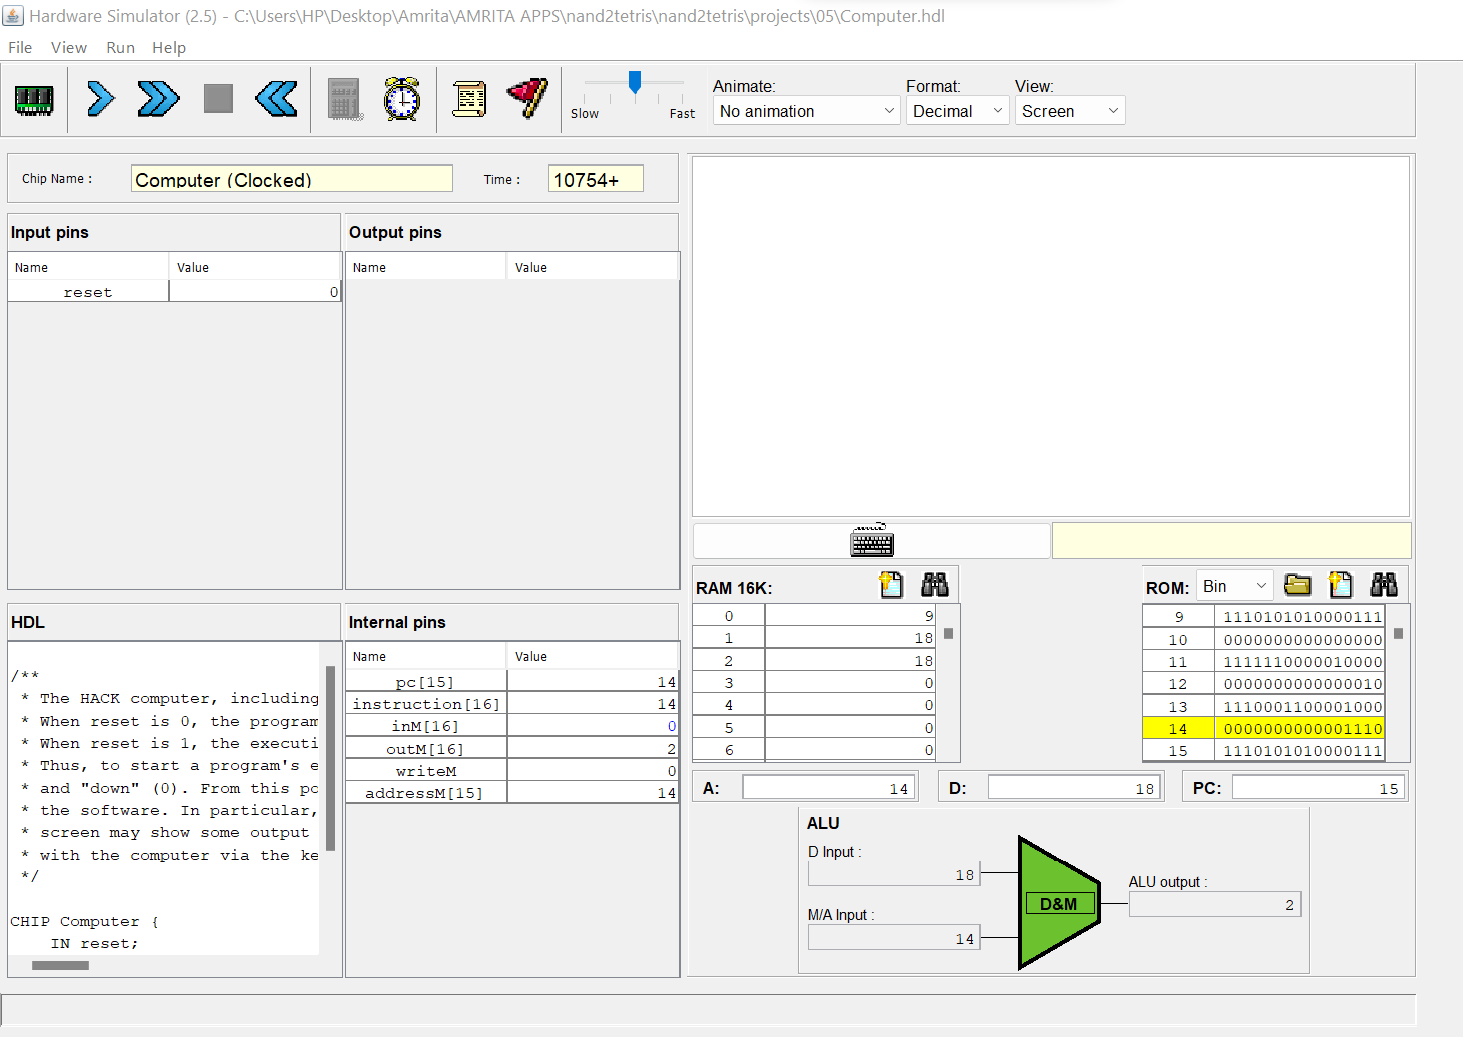 Hardware Simulator (2.5) - C:\Users\HP\Desktop\Amrita\AMRITA APPS\nand2tetris\nand2tetris\projects\05\Computer.hdl
File View Run Help
Animate: Format: View:
Slow Fast No animation Decimal Screen
Chip Name : Computer (Clocked) Time : 10754+
Input pins
Name Value
reset 0
Output pins
Name Value
HDL
/**
* The HACK computer, including
* When reset is 0, the program
* When reset is 1, the executi
* Thus, to start a program's e
* and "down" (0). From this po
* the software. In particular,
* screen may show some output
* with the computer via the ke
*/
CHIP Computer {
IN reset;
Internal pins
Name Value
pc[15] 14
instruction[16] 14
inM[16] 0
outM[16] 2
writeM 0
addressM[15] 14
RAM 16K:
0 9
1 18
2 18
3 0
4 0
5 0
6 0
ROM: Bin
9 1110101010000111
10 0000000000000000
11 1111110000010000
12 0000000000000010
13 1110001100001000
14 0000000000001110
15 1110101010000111
A: 14 D: 18 PC: 15
ALU
D Input :
18
M/A Input :
14
D&M
ALU output :
2